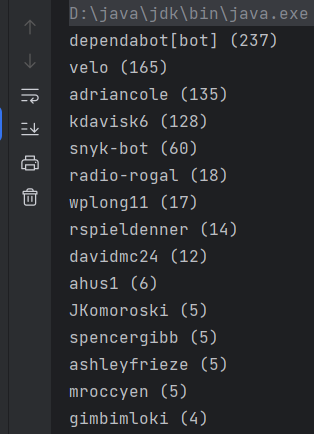 D:\java\jdk\bin\java.exe
dependabot[bot] (237)
velo (165)
adriancole (135)
kdavisk6 (128)
snyk-bot (60)
radio-rogal (18)
wplong11 (17)
rspieldenner (14)
davidmc24 (12)
ahus1 (6)
JKomoroski (5)
spencergibb (5)
ashleyfrieze (5)
mroccyen (5)
gimbimloki (4)